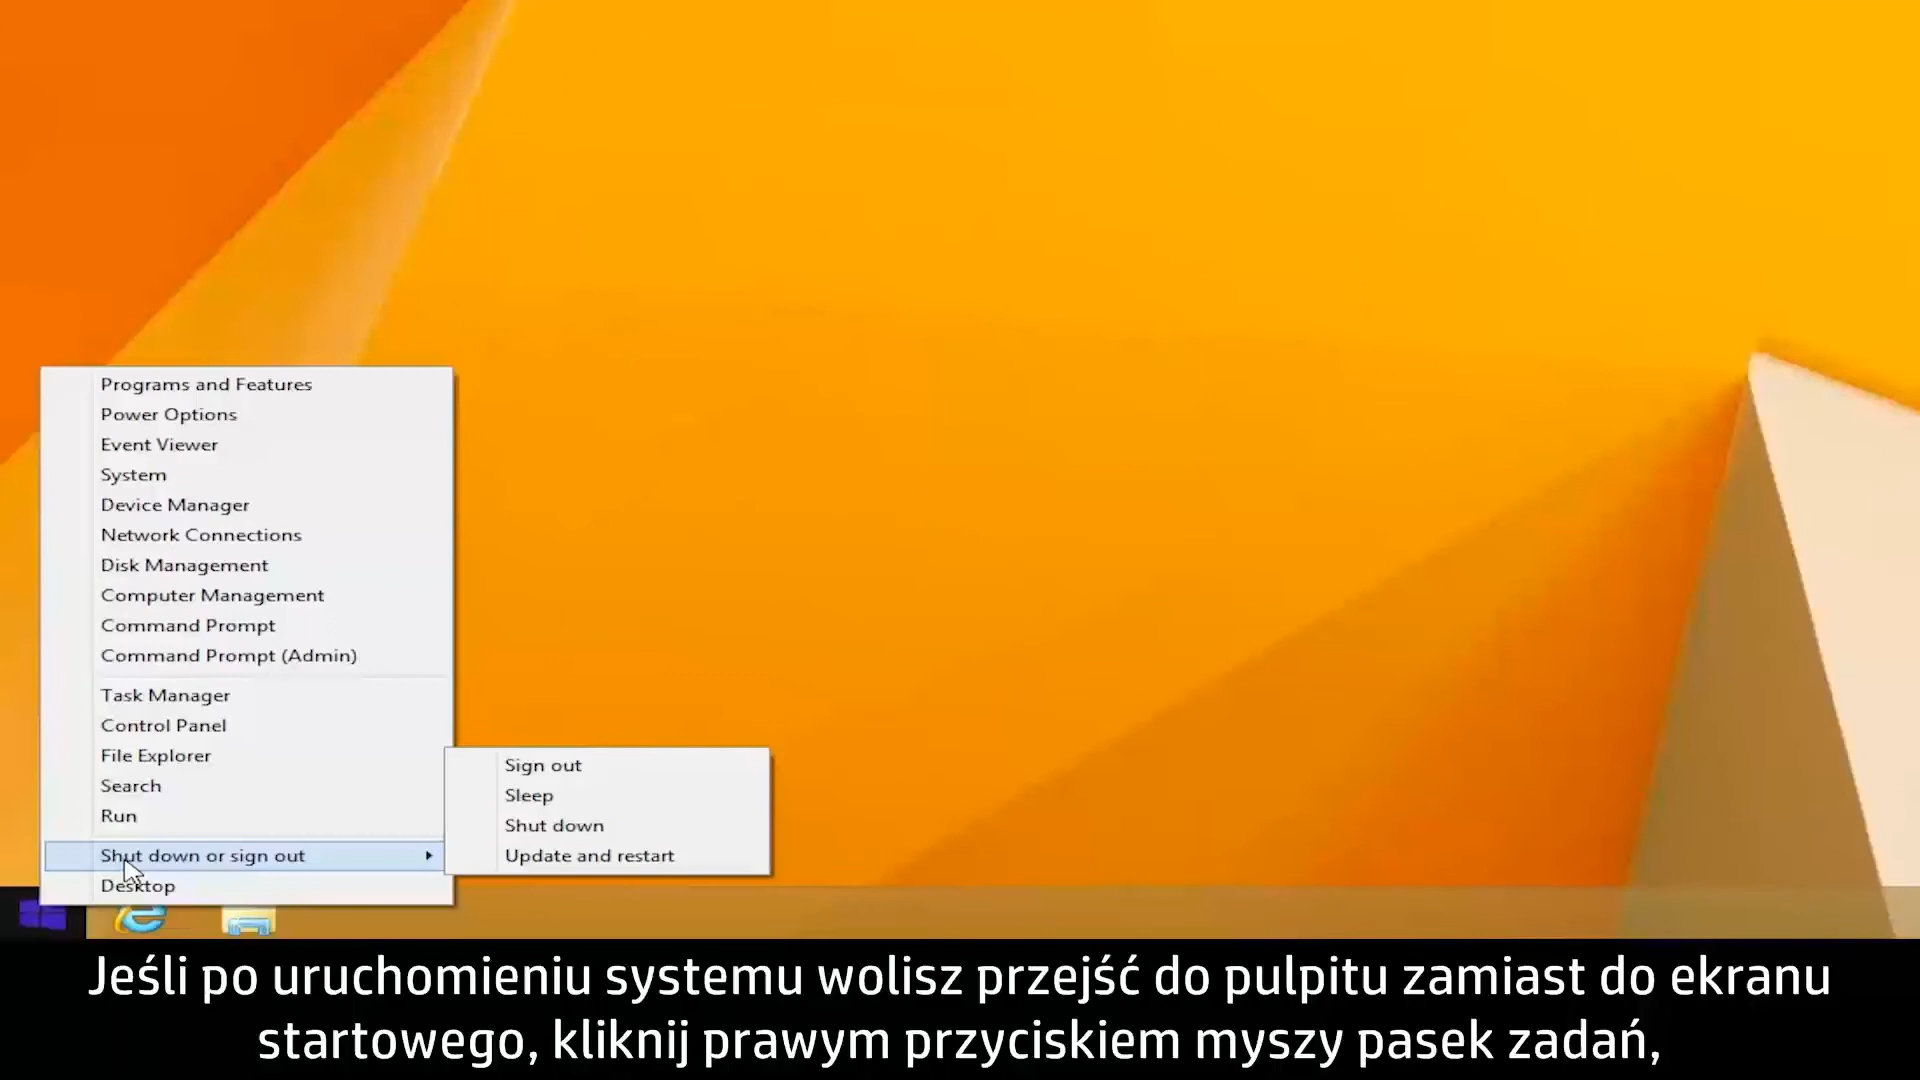 Programs and Features
Power Options
Event Viewer
System
Device Manager
Network Connections
Disk Management
Computer Management
Command Prompt
Command Prompt (Admin)
Task Manager
Control Panel
File Explorer
Search
Run
Shut down or sign out
Desktop
Sign out
Sleep
Shut down
Update and restart
Jeśli po uruchomieniu systemu wolisz przejść do pulpitu zamiast do ekranu
startowego, kliknij prawym przyciskiem myszy pasek zadań,